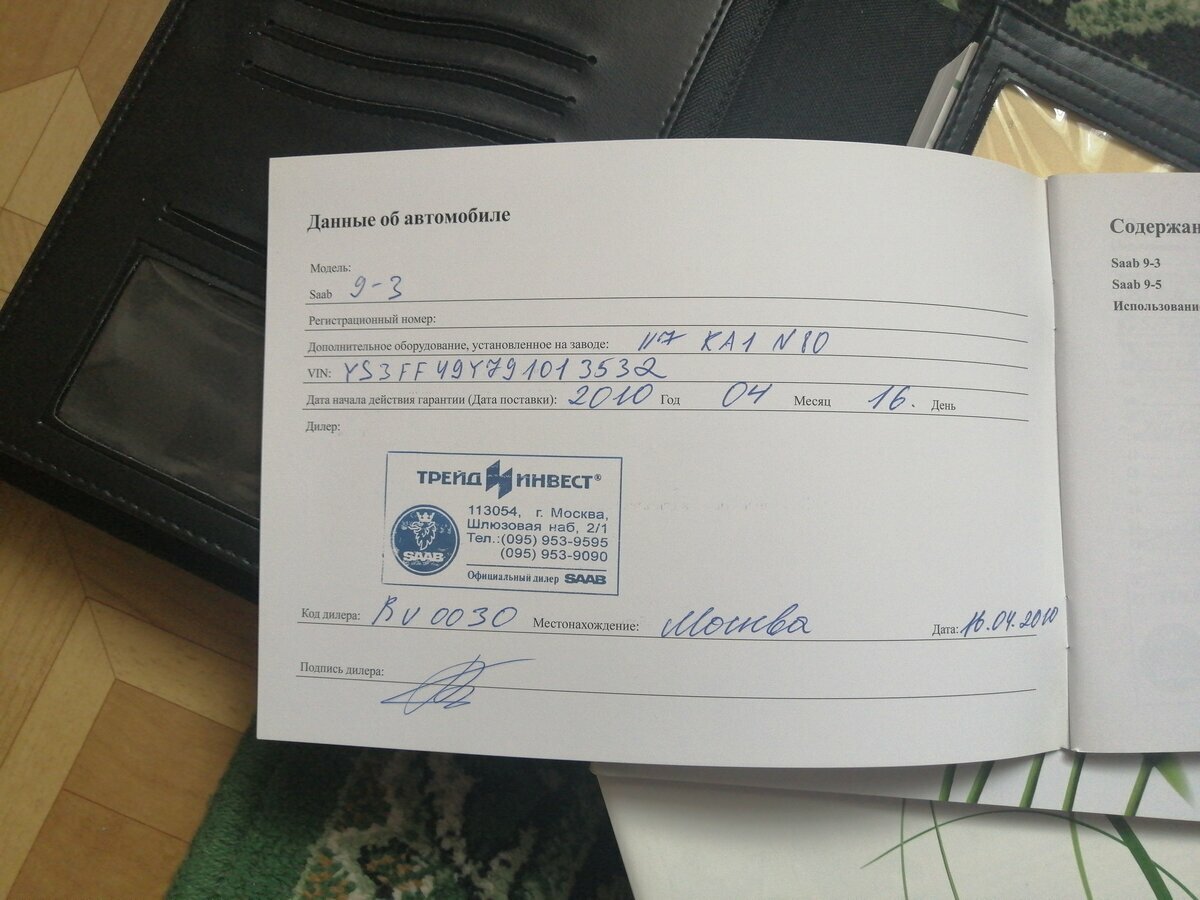 Данные об автомобиле
Модель:
Saab 9-3
Регистрационный номер:
Дополнительное оборудование, установленное на заводе: 117 KA1 N80
VIN: YS3FF49Y791013532
Дата начала действия гарантии (Дата поставки): 2010 Год 04 Месяц 16. День
Дилер:
ТРЕЙД ИНВЕСТ®
113054, г. Москва,
Шлюзовая наб, 2/1
Тел.:(095) 953-9595
(095) 953-9090
SAAB
Официальный дилер SAAB
Код дилера: RU0030 Местонахождение: Москва Дата: 16.04.2010
Подпись дилера:
Содержан
Saab 9-3
Saab 9-5
Использовани